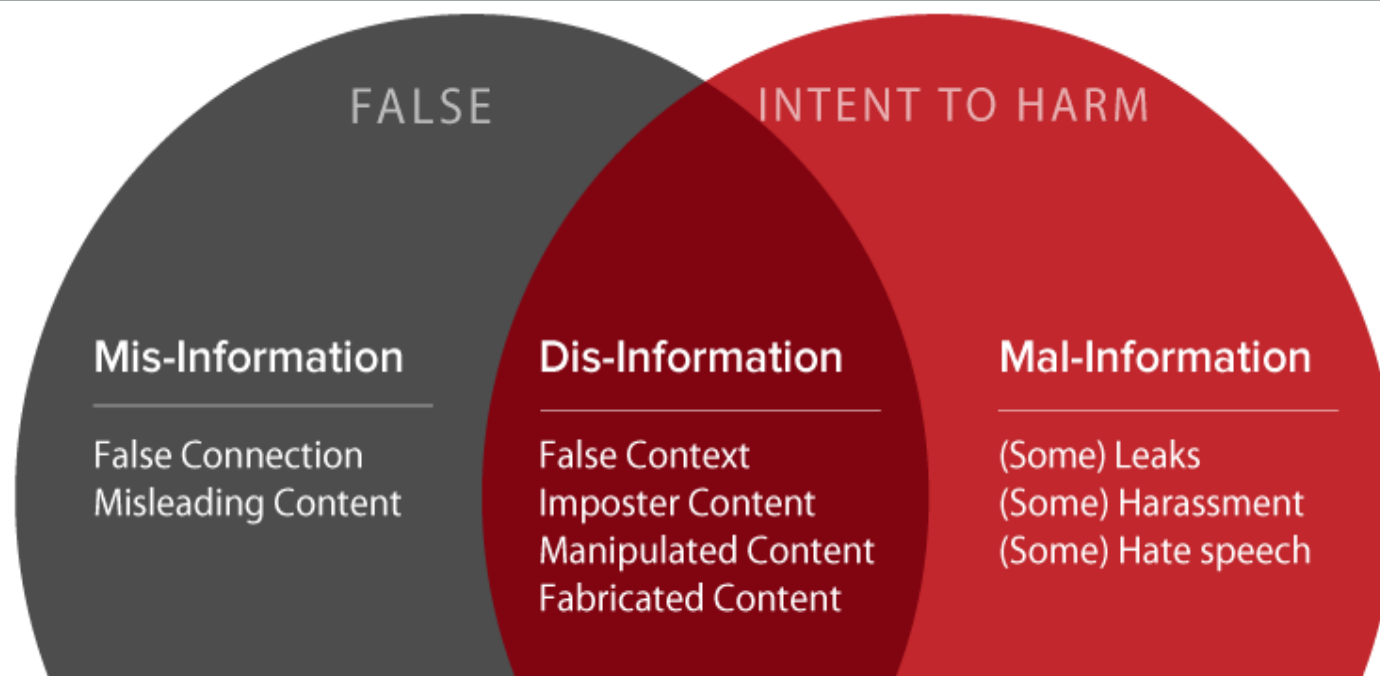 FALSE
INTENT TO HARM
Mis-Information
False Connection
Misleading Content
Dis-Information
False Context
Imposter Content
Manipulated Content
Fabricated Content
Mal-Information
(Some) Leaks
(Some) Harassment
(Some) Hate speech